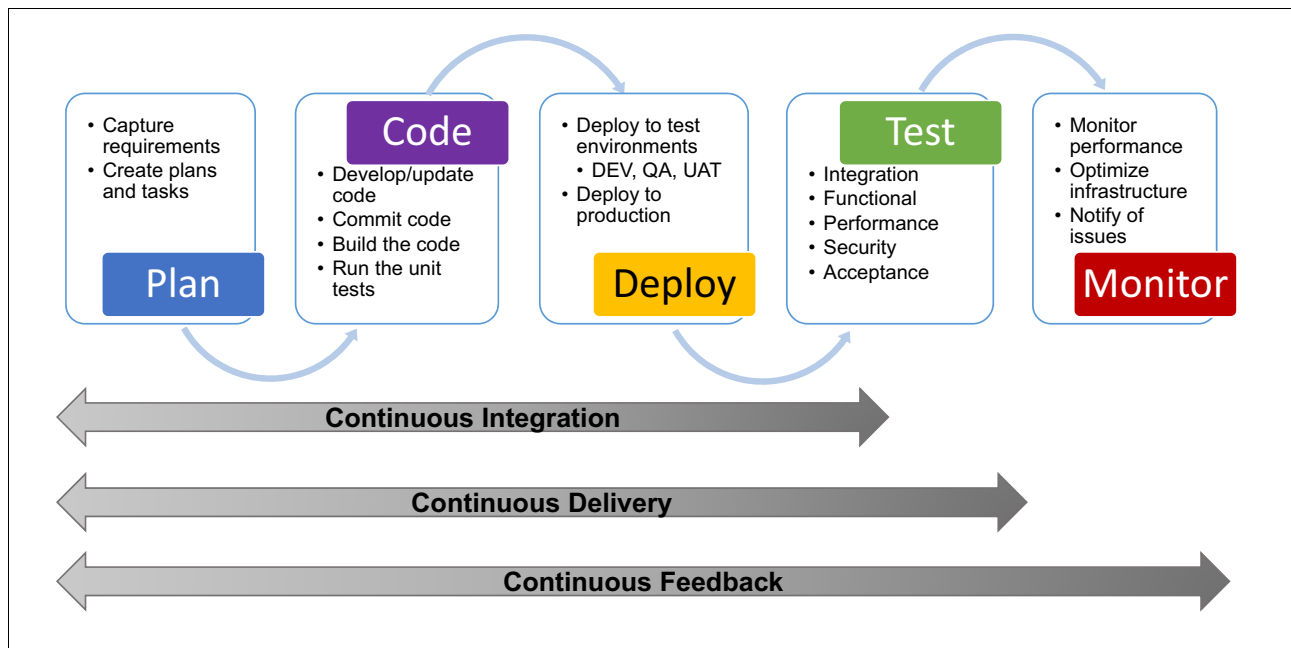 • Capture
requirements
• Create plans
and tasks
Plan
Code
• Develop/update
code
• Commit code
• Build the code
• Run the unit
tests
• Deploy to test
environments
• DEV, QA, UAT
• Deploy to
production
Deploy
Test
• Integration
• Functional
• Performance
• Security
• Acceptance
• Monitor
performance
• Optimize
infrastructure
• Notify of
issues
Monitor
Continuous Integration
Continuous Delivery
Continuous Feedback